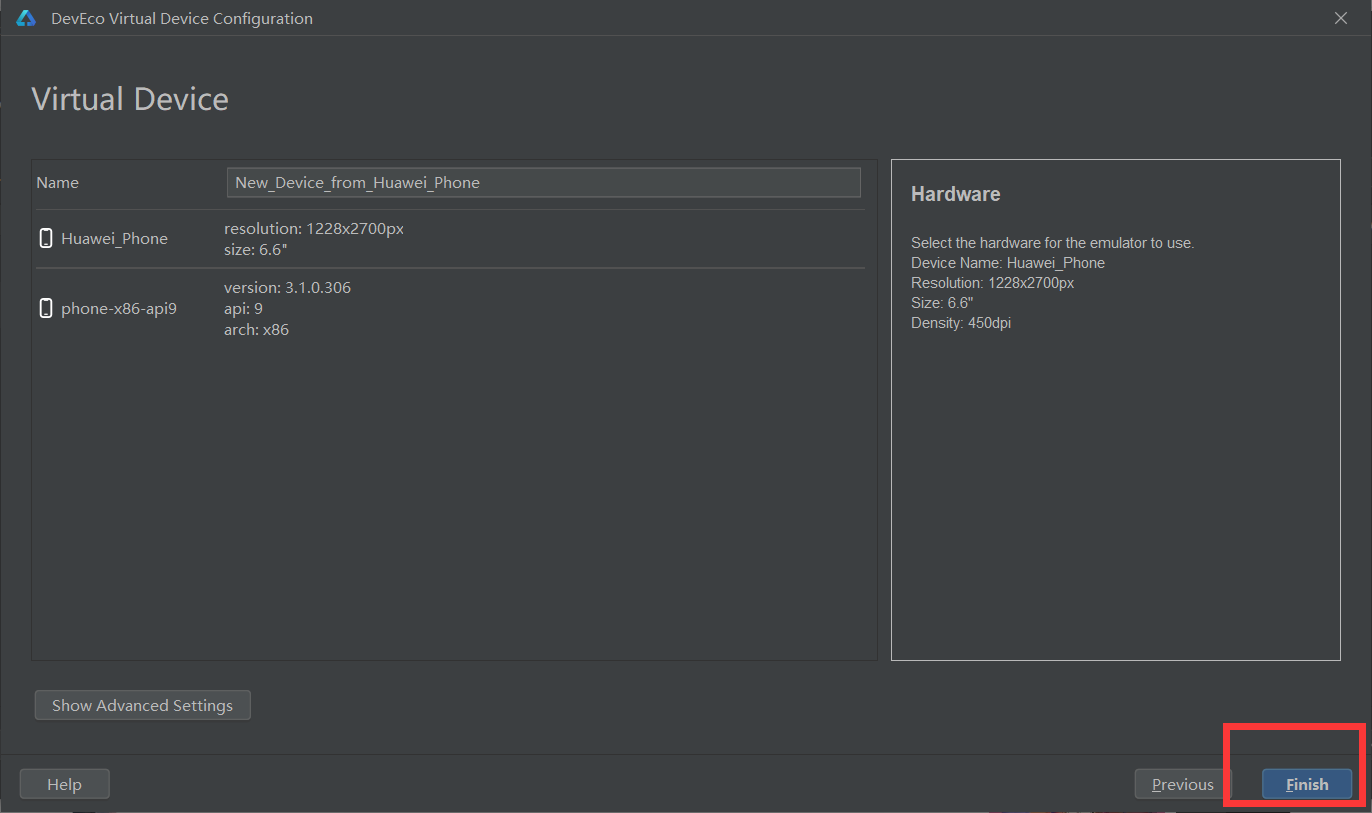 DevEco Virtual Device Configuration
Virtual Device
Name
New_Device_from_Huawei_Phone
Huawei_Phone
resolution: 1228x2700px
size: 6.6"
phone-x86-api9
version: 3.1.0.306
api: 9
arch: x86
Hardware
Select the hardware for the emulator to use.
Device Name: Huawei_Phone
Resolution: 1228x2700px
Size: 6.6"
Density: 450dpi
Show Advanced Settings
Help
Previous
Finish